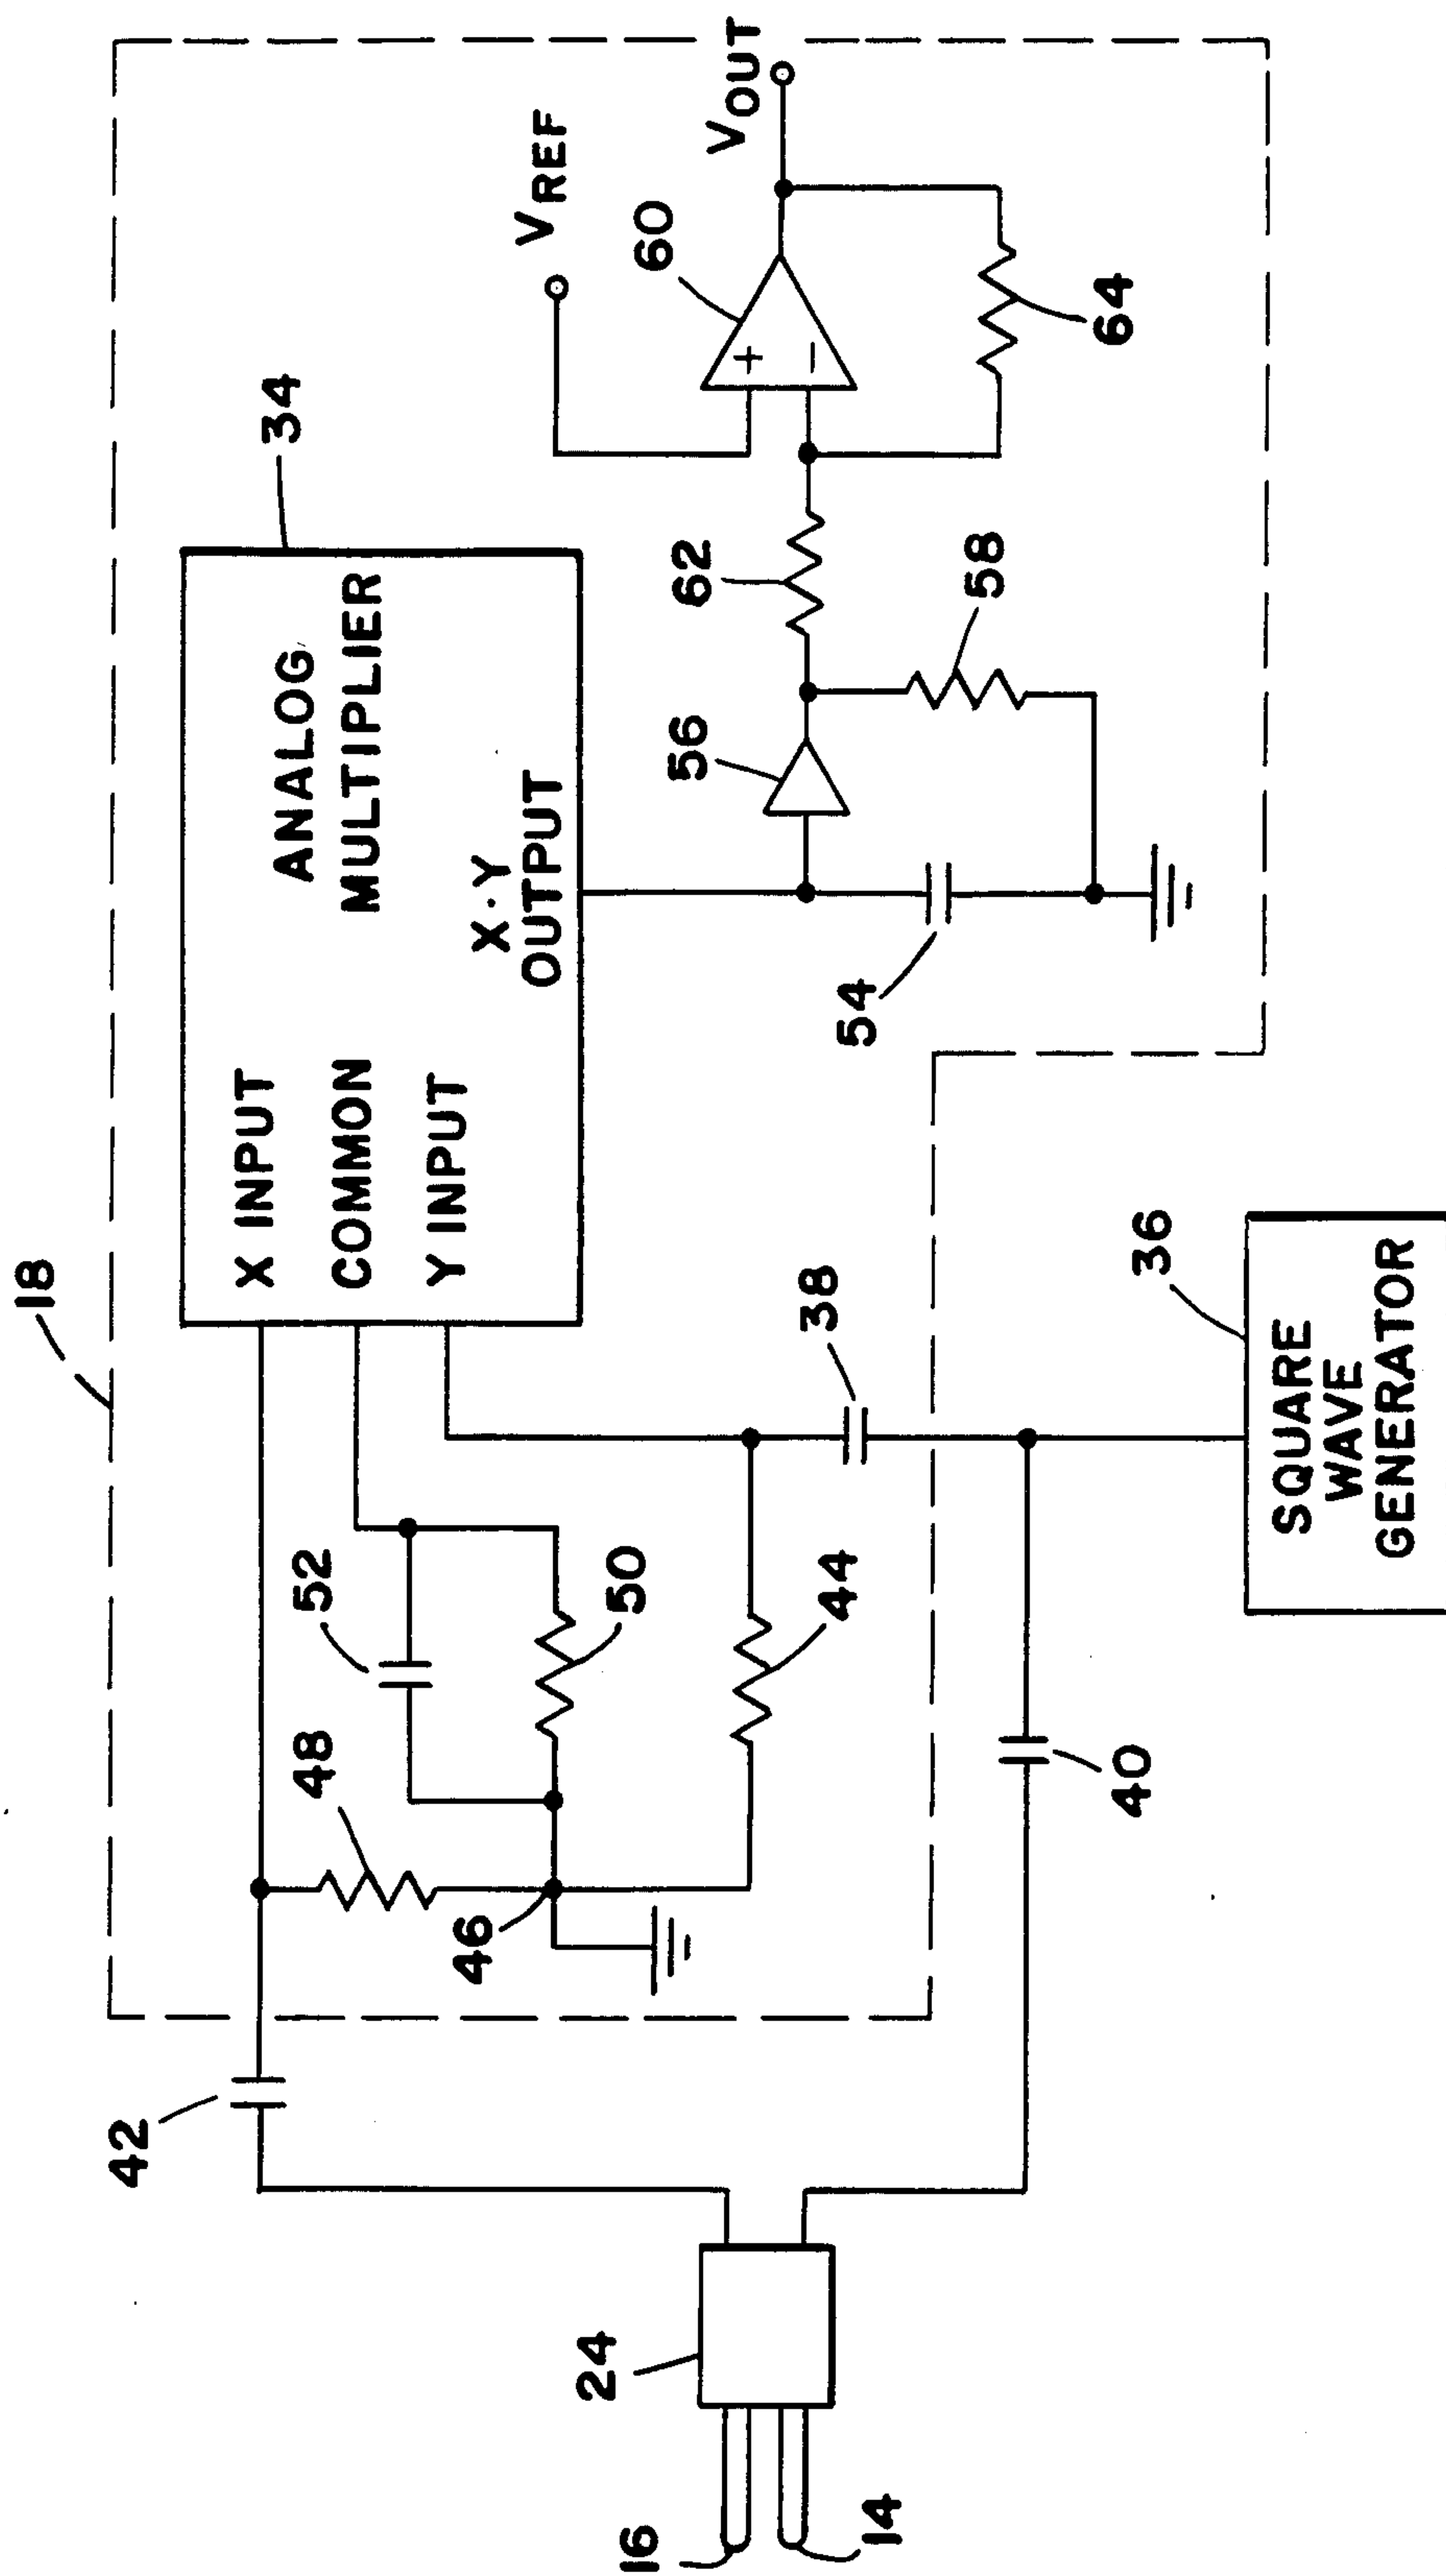 18
34
X INPUT
COMMON
Y INPUT
ANALOG
MULTIPLIER
X·Y
OUTPUT
VREF
VOUT
60
+
−
64
62
58
56
54
52
50
48
46
44
42
38
40
36
SQUARE
WAVE
GENERATOR
24
16
14